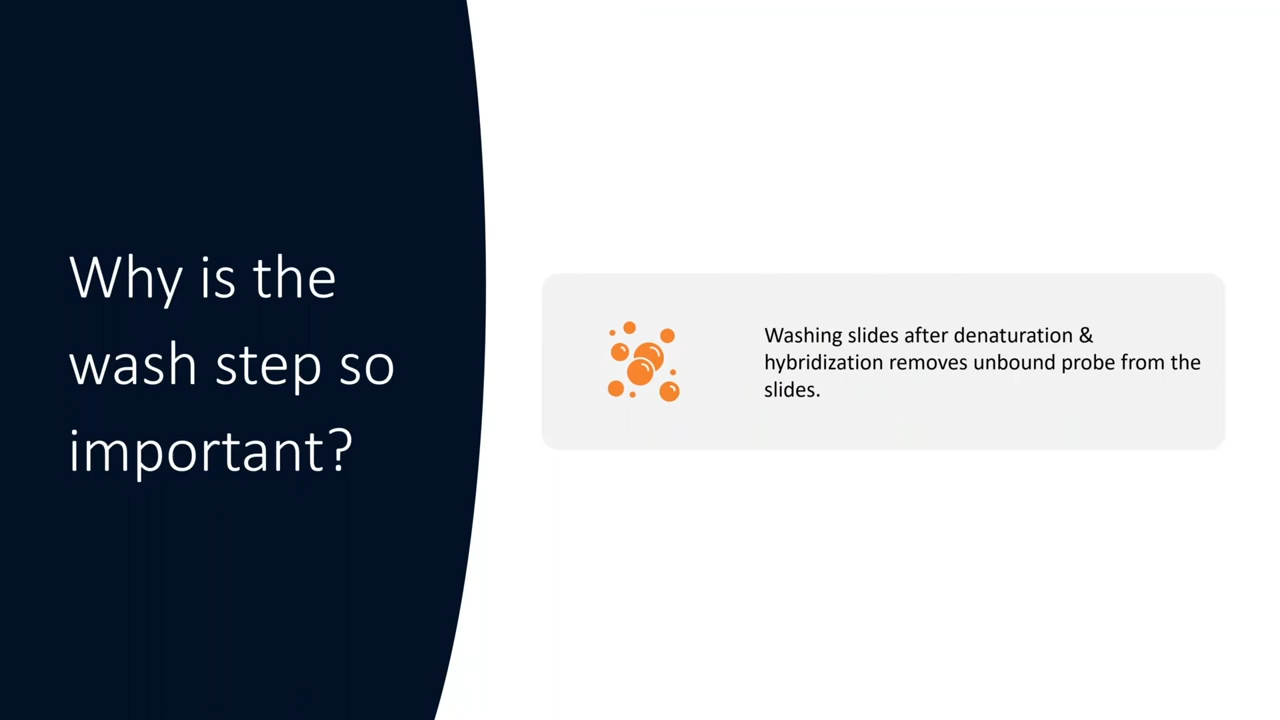 Why is the
wash step so
important?
Washing slides after denaturation &
hybridization removes unbound probe from the
slides.